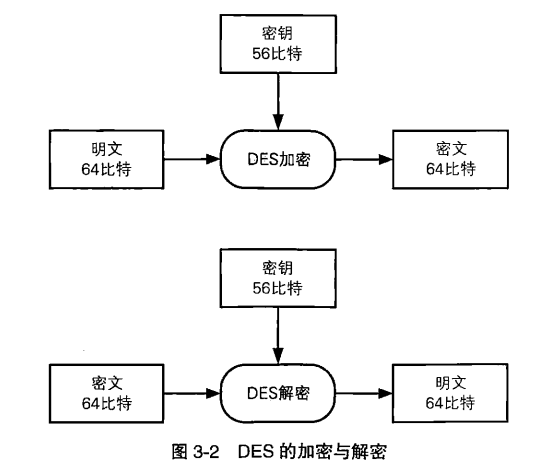 密钥
56比特
明文
64比特
DES加密
密文
64比特
密钥
56比特
密文
64比特
DES解密
明文
64比特
图 3-2 DES 的加密与解密